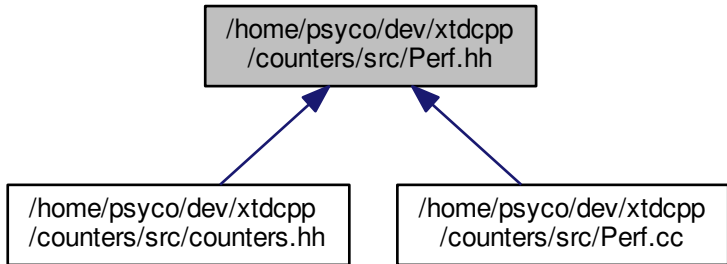 /home/psyco/dev/xtdcpp
/counters/src/Perf.hh
/home/psyco/dev/xtdcpp
/counters/src/counters.hh
/home/psyco/dev/xtdcpp
/counters/src/Perf.cc